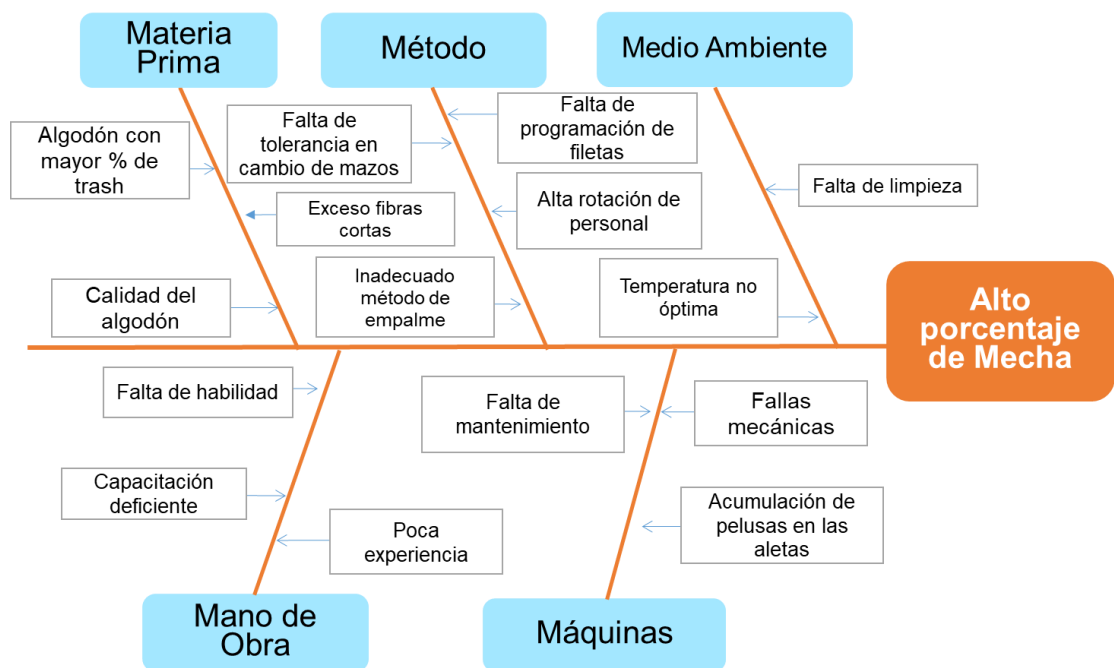 Materia
Prima
Método
Medio Ambiente
Algodón con
mayor % de
trash
Exceso fibras
cortas
Calidad del
algodón
Falta de
tolerancia en
cambio de mazos
Falta de
programación de
filetas
Alta rotación de
personal
Inadecuado
método de
empalme
Falta de limpieza
Temperatura no
óptima
Alto
porcentaje
de Mecha
Falta de habilidad
Capacitación
deficiente
Poca
experiencia
Falta de
mantenimiento
Fallas
mecánicas
Acumulación de
pelusas en las
aletas
Mano de
Obra
Máquinas